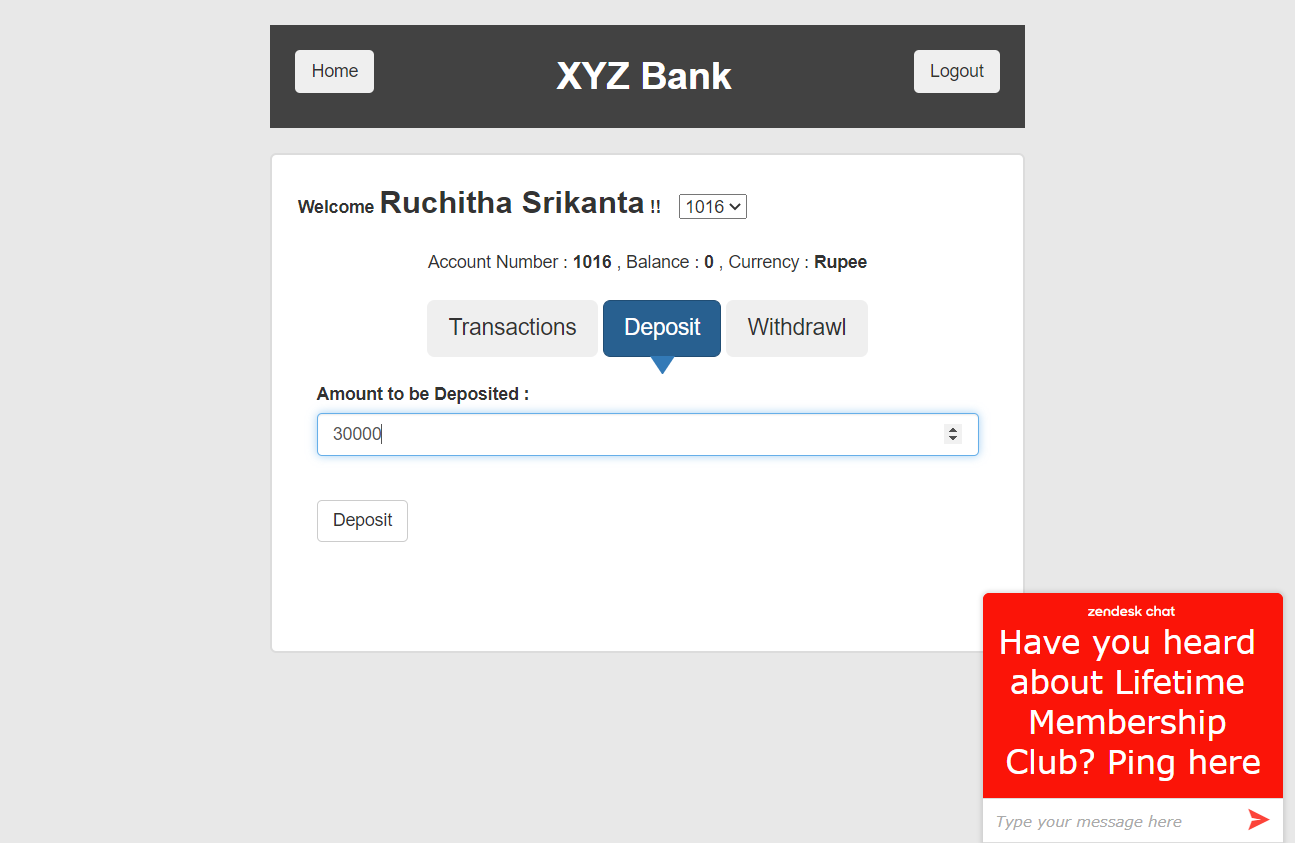 Home XYZ Bank Logout
Welcome Ruchitha Srikanta !! 1016
Account Number : 1016 , Balance : 0 , Currency : Rupee
Transactions Deposit Withdrawl
Amount to be Deposited :
30000
Deposit
zendesk chat
Have you heard
about Lifetime
Membership
Club? Ping here
Type your message here